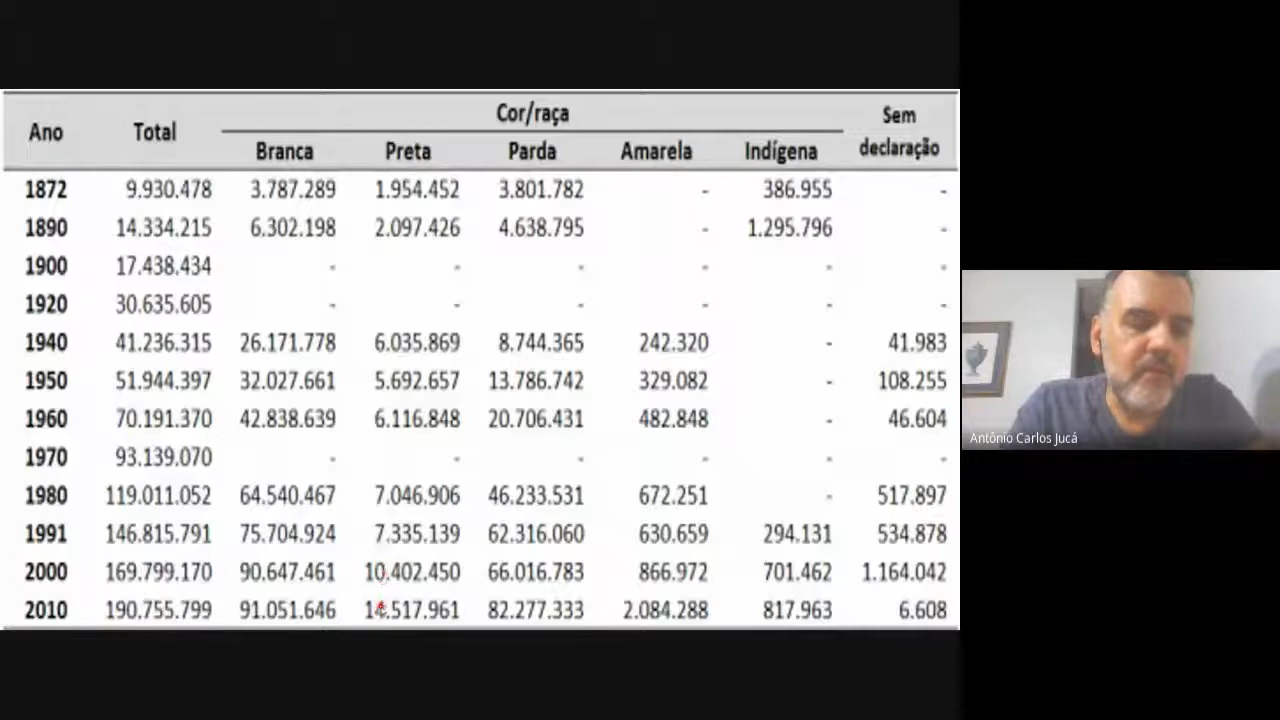 Ano Total Cor/raça Sem declaração
Branca Preta Parda Amarela Indígena
1872 9.930.478 3.787.289 1.954.452 3.801.782 - 386.955 -
1890 14.334.215 6.302.198 2.097.426 4.638.795 - 1.295.796 -
1900 17.438.434 - - - - - -
1920 30.635.605 - - - - - -
1940 41.236.315 26.171.778 6.035.869 8.744.365 242.320 - 41.983
1950 51.944.397 32.027.661 5.692.657 13.786.742 329.082 - 108.255
1960 70.191.370 42.838.639 6.116.848 20.706.431 482.848 - 46.604
1970 93.139.070 - - - - - -
1980 119.011.052 64.540.467 7.046.906 46.233.531 672.251 - 517.897
1991 146.815.791 75.704.924 7.335.139 62.316.060 630.659 294.131 534.878
2000 169.799.170 90.647.461 10.402.450 66.016.783 866.972 701.462 1.164.042
2010 190.755.799 91.051.646 14.517.961 82.277.333 2.084.288 817.963 6.608
Antônio Carlos Jucá